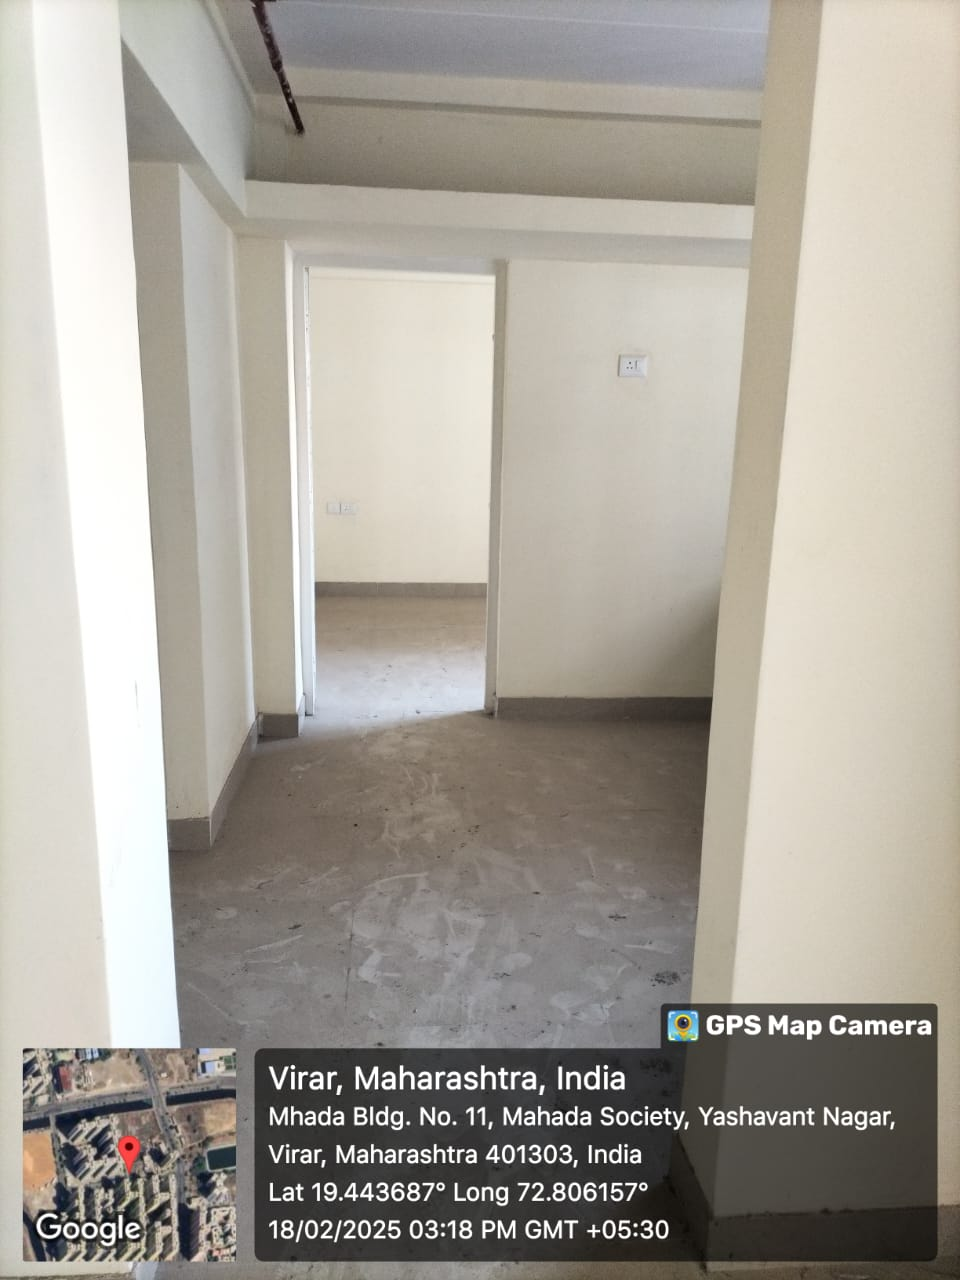 GPS Map Camera
Virar, Maharashtra, India
Mhada Bldg. No. 11, Mahada Society, Yashavant Nagar,
Virar, Maharashtra 401303, India
Lat 19.443687° Long 72.806157°
18/02/2025 03:18 PM GMT +05:30
Google